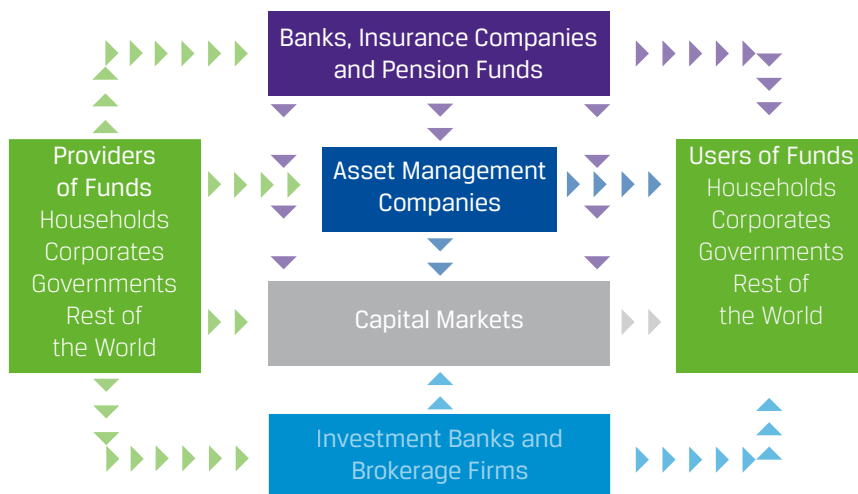 Banks, Insurance Companies
and Pension Funds
Providers
of Funds
Households
Corporates
Governments
Rest of
the World
Asset Management
Companies
Users of Funds
Households
Corporates
Governments
Rest of
the World
Capital Markets
Investment Banks and
Brokerage Firms